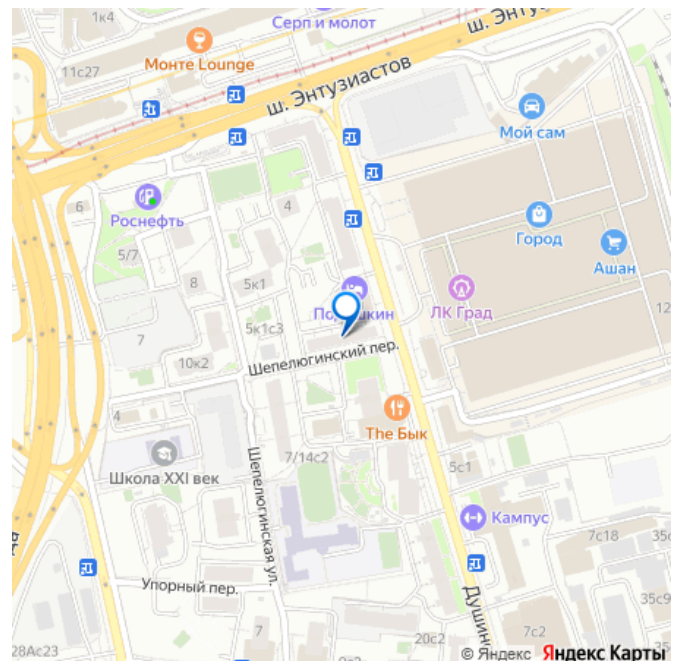 1к4
Серп и молот
ш. Энтузиастов
Монте Lounge
11с27
ш. Энтузиастов
Мой сам
6
Роснефть
4
5/7
Город
Ашан
8
5к1
ЛК Град
12
5к1с3
7
Шепелюгинский пер.
10к2
4
The Бык
Школа XXI век
7/14с2
5с1
Шепелюгинская ул.
Кампус
7с18
Упорный пер.
7
35с9
20с2
7с2
28Ас23
© Яндекс Яндекс Карты